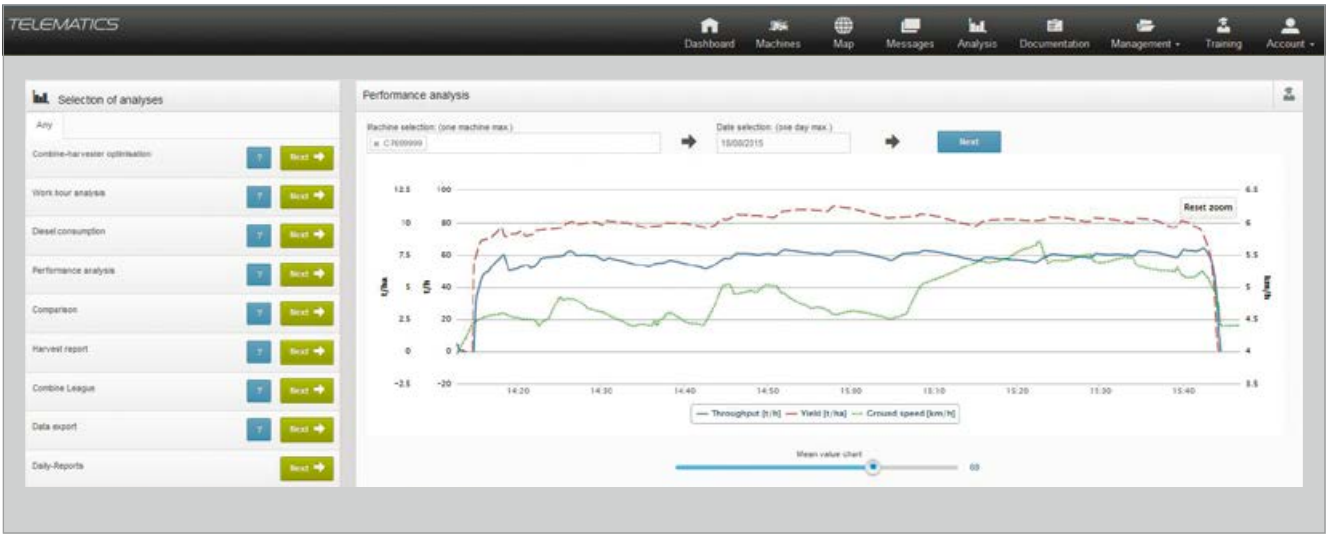 TELEMATICS
Dashboard Machines Map Messages Analysis Documentation Management Training Account
Selection of analyses
Any
Combine-harvester optimisation ? Next
Work hour analysis ? Next
Diesel consumption ? Next
Performance analysis ? Next
Comparison ? Next
Harvest report ? Next
Combine League ? Next
Data export ? Next
Daily-Reports Next
Performance analysis
Machine selection: (one machine max.) Date selection: (one day max.)
18/08/2015 Next
12.5 100 6.5
Reset zoom
10 80 6
7.5 60 5.5
t/ha t/h km/h
5 40 5
2.5 20 4.5
0 0 4
-2.5 -20 3.5
14:20 14:30 14:40 14:50 15:00 15:10 15:20 15:30 15:40
Throughput [t/h] Yield [t/ha] Ground speed [km/h]
Mean value chart